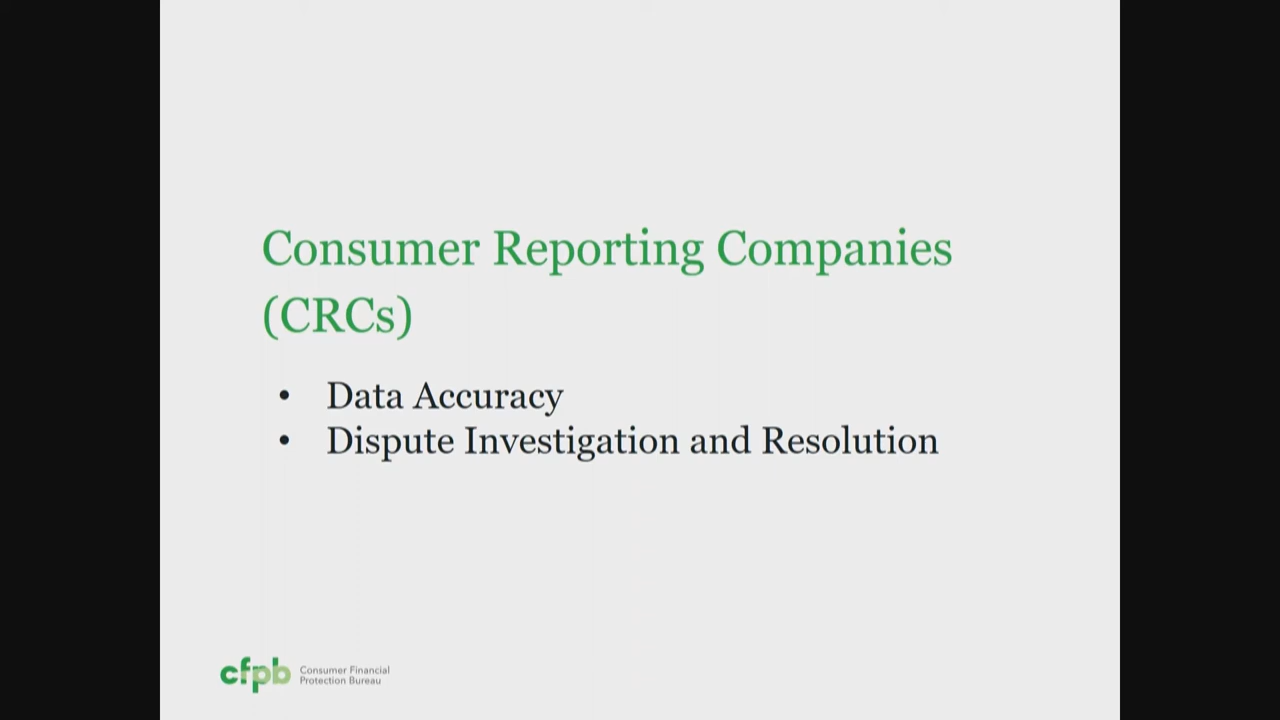 Consumer Reporting Companies
(CRCs)
• Data Accuracy
• Dispute Investigation and Resolution
cfpb
Consumer Financial
Protection Bureau